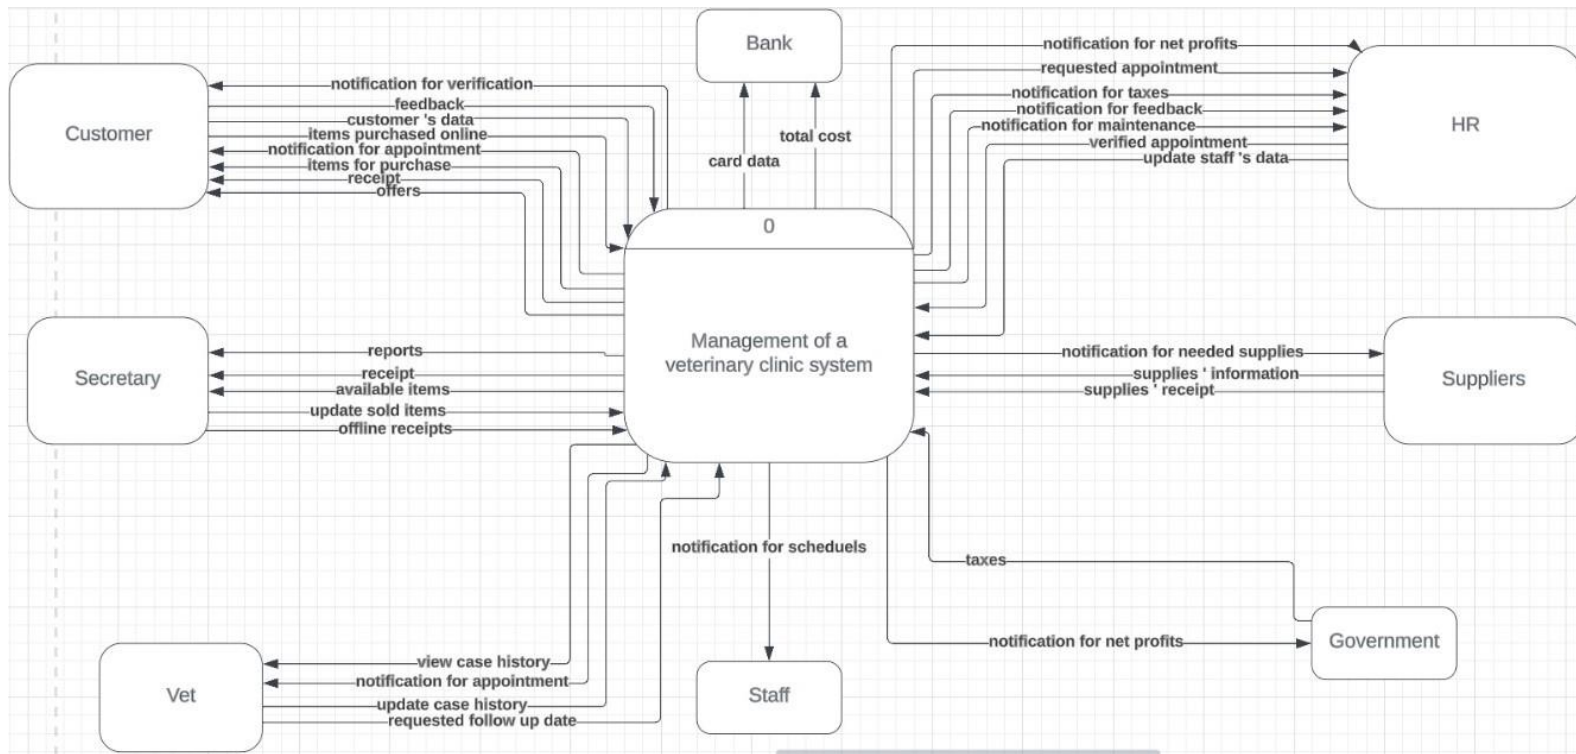 Bank
notification for net profits
requested appointment
notification for taxes
notification for feedback
notification for maintenance
verified appointment
update staff 's data
HR
notification for verification
feedback
customer 's data
items purchased online
notification for appointment
items for purchase
receipt
offers
Customer
card data
total cost
0
Management of a
veterinary clinic system
Secretary
reports
receipt
available items
update sold items
offline receipts
notification for needed supplies
supplies ' information
supplies ' receipt
Suppliers
notification for scheduels
taxes
notification for net profits
Government
Vet
view case history
notification for appointment
update case history
requested follow up date
Staff